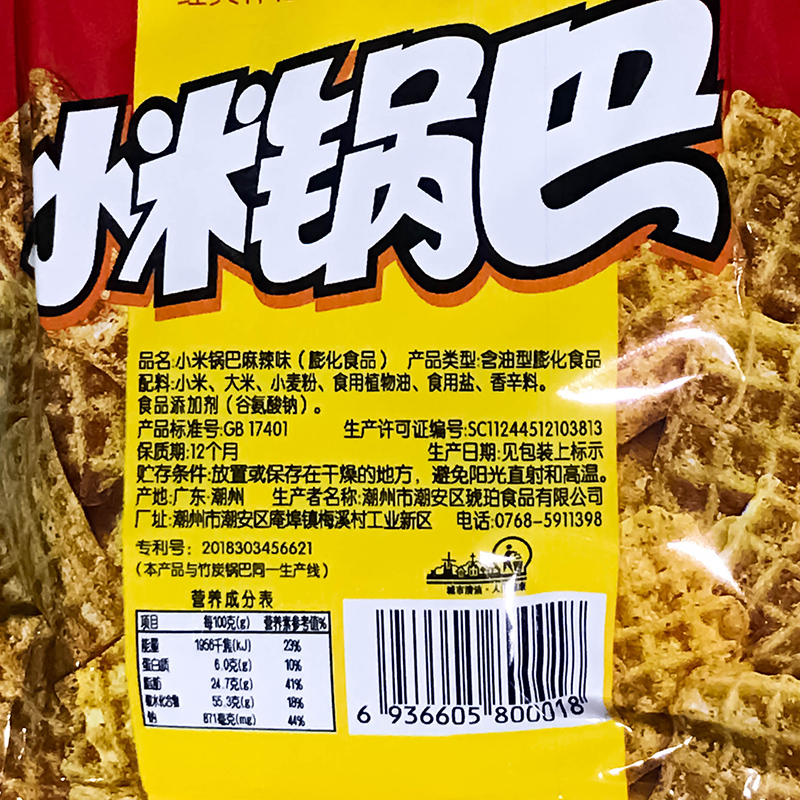 小米锅巴
品名:小米锅巴麻辣味(膨化食品) 产品类型:含油型膨化食品
配料:小米、大米、小麦粉、食用植物油、食用盐、香辛料。
食品添加剂(谷氨酸钠)。
产品标准号:GB 17401 生产许可证编号:SC11244512103813
保质期:12个月 生产日期:见包装上标示
贮存条件:放置或保存在干燥的地方,避免阳光直射和高温。
产地:广东·潮州 生产者名称:潮州市潮安区琥珀食品有限公司
厂址:潮州市潮安区庵埠镇梅溪村工业新区 电话:0768-5911398
专利号: 2018303456621
(本产品与竹炭锅巴同一生产线)
营养成分表
项目 每100克(g) 营养素参考值%
能量 1956千焦(kJ) 23%
蛋白质 6.0克(g) 10%
脂肪 24.7克(g) 41%
碳水化合物 55.3克(g) 18%
钠 871毫克(mg) 44%
城市清洁·人
6 936605 800018